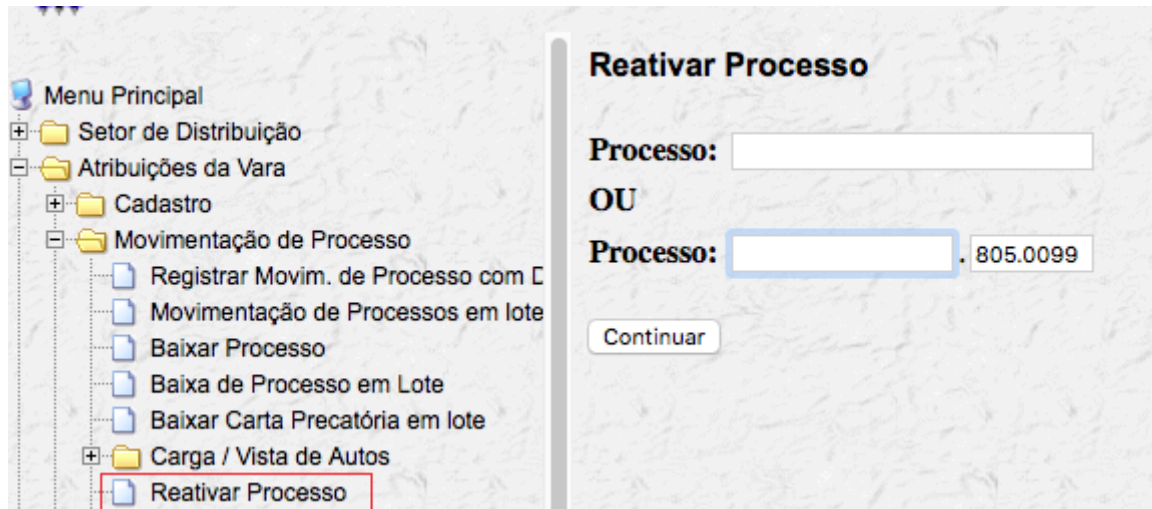 Menu Principal
Setor de Distribuição
Atribuições da Vara
Cadastro
Movimentação de Processo
Registrar Movim. de Processo com D
Movimentação de Processos em lote
Baixar Processo
Baixa de Processo em Lote
Baixar Carta Precatória em lote
Carga / Vista de Autos
Reativar Processo
Reativar Processo
Processo:
OU
Processo: . 805.0099
Continuar